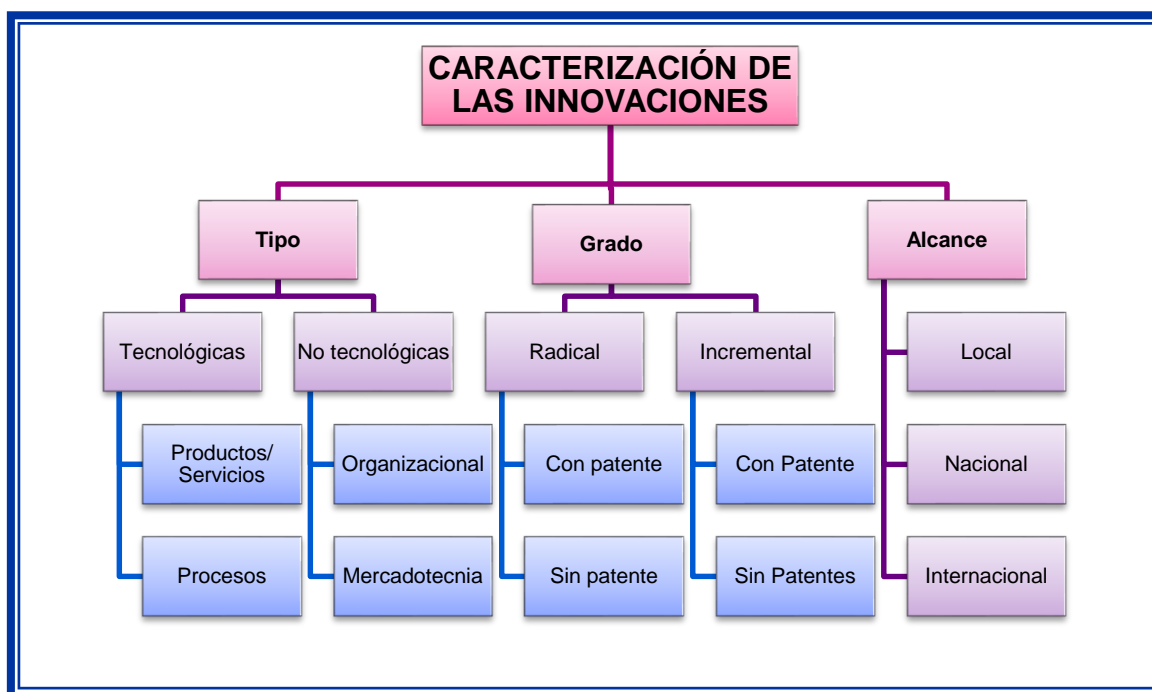 CARACTERIZACIÓN DE
LAS INNOVACIONES
Tipo
Grado
Alcance
Tecnológicas
No tecnológicas
Radical
Incremental
Local
Productos/
Servicios
Organizacional
Con patente
Con Patente
Nacional
Procesos
Mercadotecnia
Sin patente
Sin Patentes
Internacional